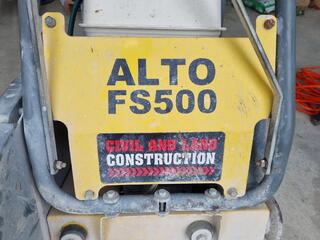 ALTO
FS500
CIVIL AND LAND
CONSTRUCTION